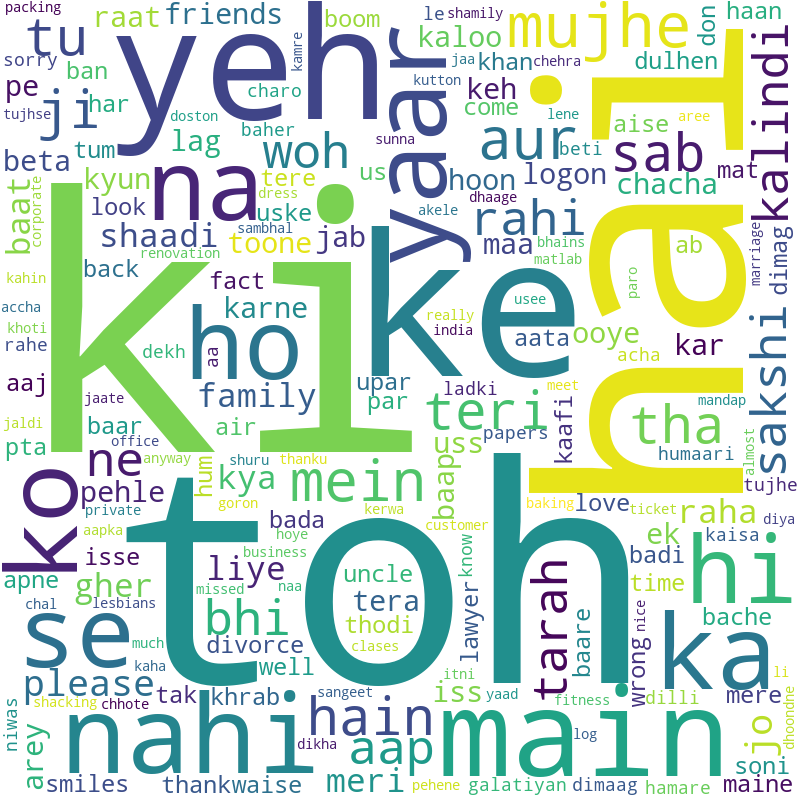 packing
le
shamily
raat
friends
boom
haan
don
tu
yeh
kamre
yaar
kaloo
mujhe
hai
kalindi
sorry
ban
jaa
chehra
khan
dulhen
pe
ji
har
charo
kutton
keh
come
tujhse
doston
lag
baher
sunna
lene
aree
beta
tum
woh
aur
beti
aise
sab
mat
baat
corporate
kyun
na
tere
us
hoon
logon
chacha
look
dress
uske
akele
dhaage
rahi
shaadi
sambhal
toone
jab
maa
bhains
matlab
ab
marriage
dimag
renovation
back
fact
ki
ke
aata
usee
paro
kahin
accha
karne
really
khoti
ho
india
ooye
kar
sakshi
rahe
dekh
aa
acha
meet
aaj
upar
ladki
family
par
mandap
jaldi
baar
air
teri
tha
pta
office
uss
papers
kaafi
humaari
almost
ko
ne
anyway
shuru
thanku
hum
kya
mein
baap
tujhe
pehle
private
goron
kerwa
bada
baking
love
ticket
raha
diya
aapka
hoye
customer
ek
kaisa
isse
business
toh
apne
gher
liye
missed
naa
uncle
know
tarah
badi
hi
time
chal
lesbians
tera
lawyer
baare
wrong
nice
bache
se
bhi
thodi
ka
much
divorce
clases
kaha
well
itni
li
please
tak
khrab
sangeet
iss
yaad
fitness
dilli
mere
shacking
chhote
niwas
nahi
hain
main
jo
dhoondne
arey
dikha
aap
log
soni
smiles
thank
waise
meri
pehene
galatiyan
dimaag
hamare
maine